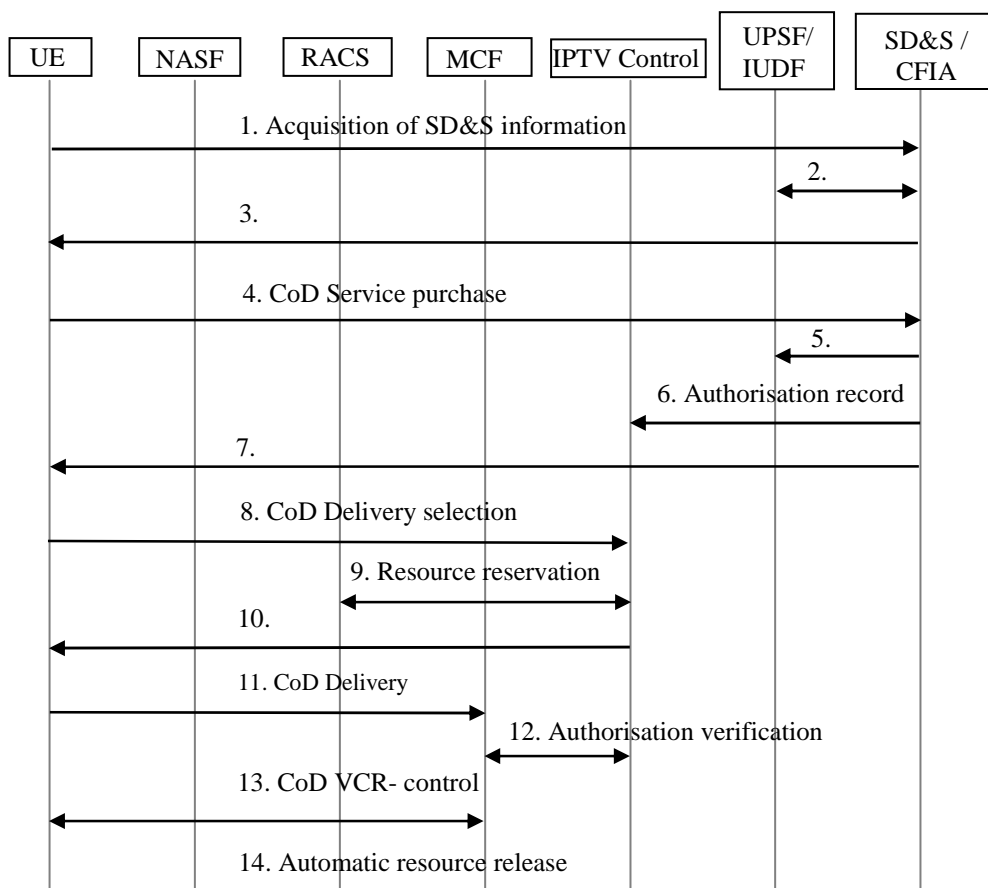 UE
NASF
RACS
MCF
IPTV Control
UPSF/
IUDF
SD&S /
CFIA
1. Acquisition of SD&S information
2.
3.
4. CoD Service purchase
5.
6. Authorisation record
7.
8. CoD Delivery selection
9. Resource reservation
10.
11. CoD Delivery
12. Authorisation verification
13. CoD VCR- control
14. Automatic resource release